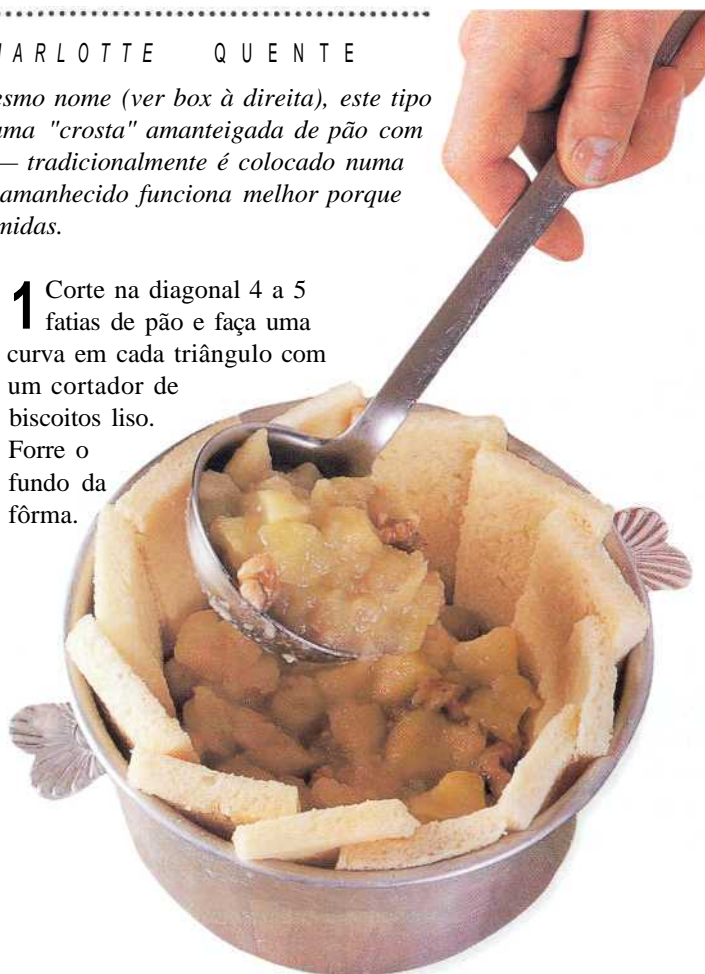 ARLOTTE QUENTE
esmo nome (ver box à direita), este tipo
uma "crosta" amanteigada de pão com
— tradicionalmente é colocado numa
amanhecido funciona melhor porque
midas.
1 Corte na diagonal 4 a 5
fatias de pão e faça uma
curva em cada triângulo com
um cortador de
biscoitos liso.
Forre o
fundo da
fôrma.